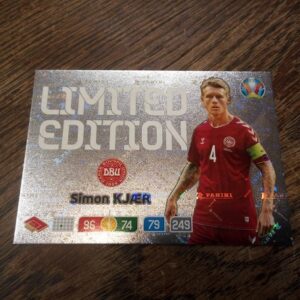 LIMITED
EDITION
DBU
4
PANINI
Simon KJÆR
96 74 79 249